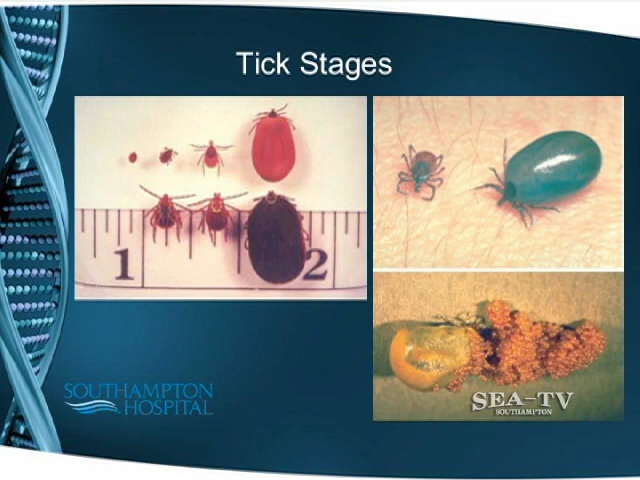 Tick Stages
1
2
SOUTHAMPTON
HOSPITAL
SEA-TV
SOUTHAMPTON